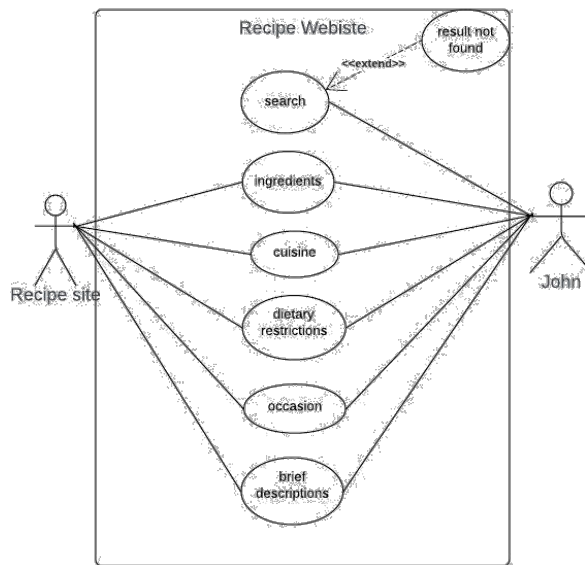 Recipe Webiste
result not
found
<<extend>>
search
ingredients
cuisine
Recipe site
John
dietary
restrictions
occasion
brief
descriptions